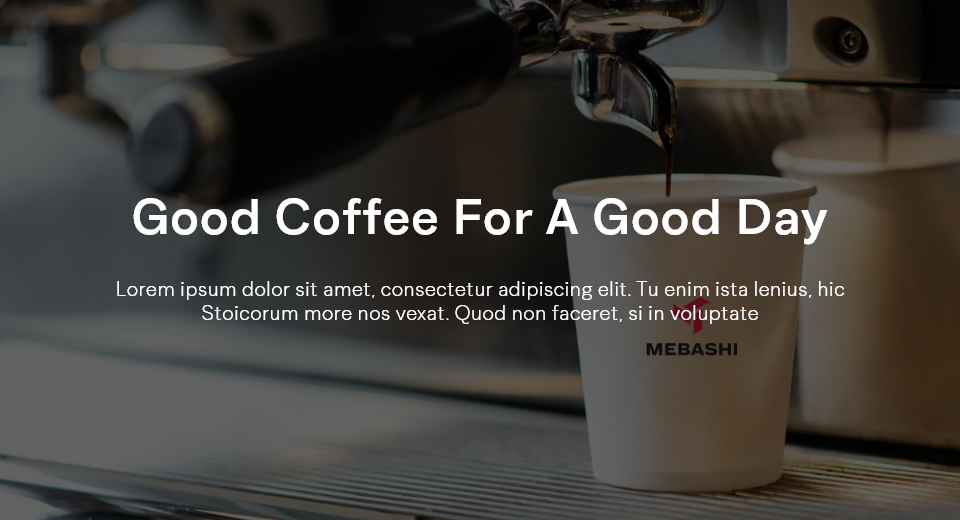 Good Coffee For A Good Day
Lorem ipsum dolor sit amet, consectetur adipiscing elit. Tu enim ista lenius, hic
Stoicorum more nos vexat. Quod non faceret, si in voluptate
MEBASHI